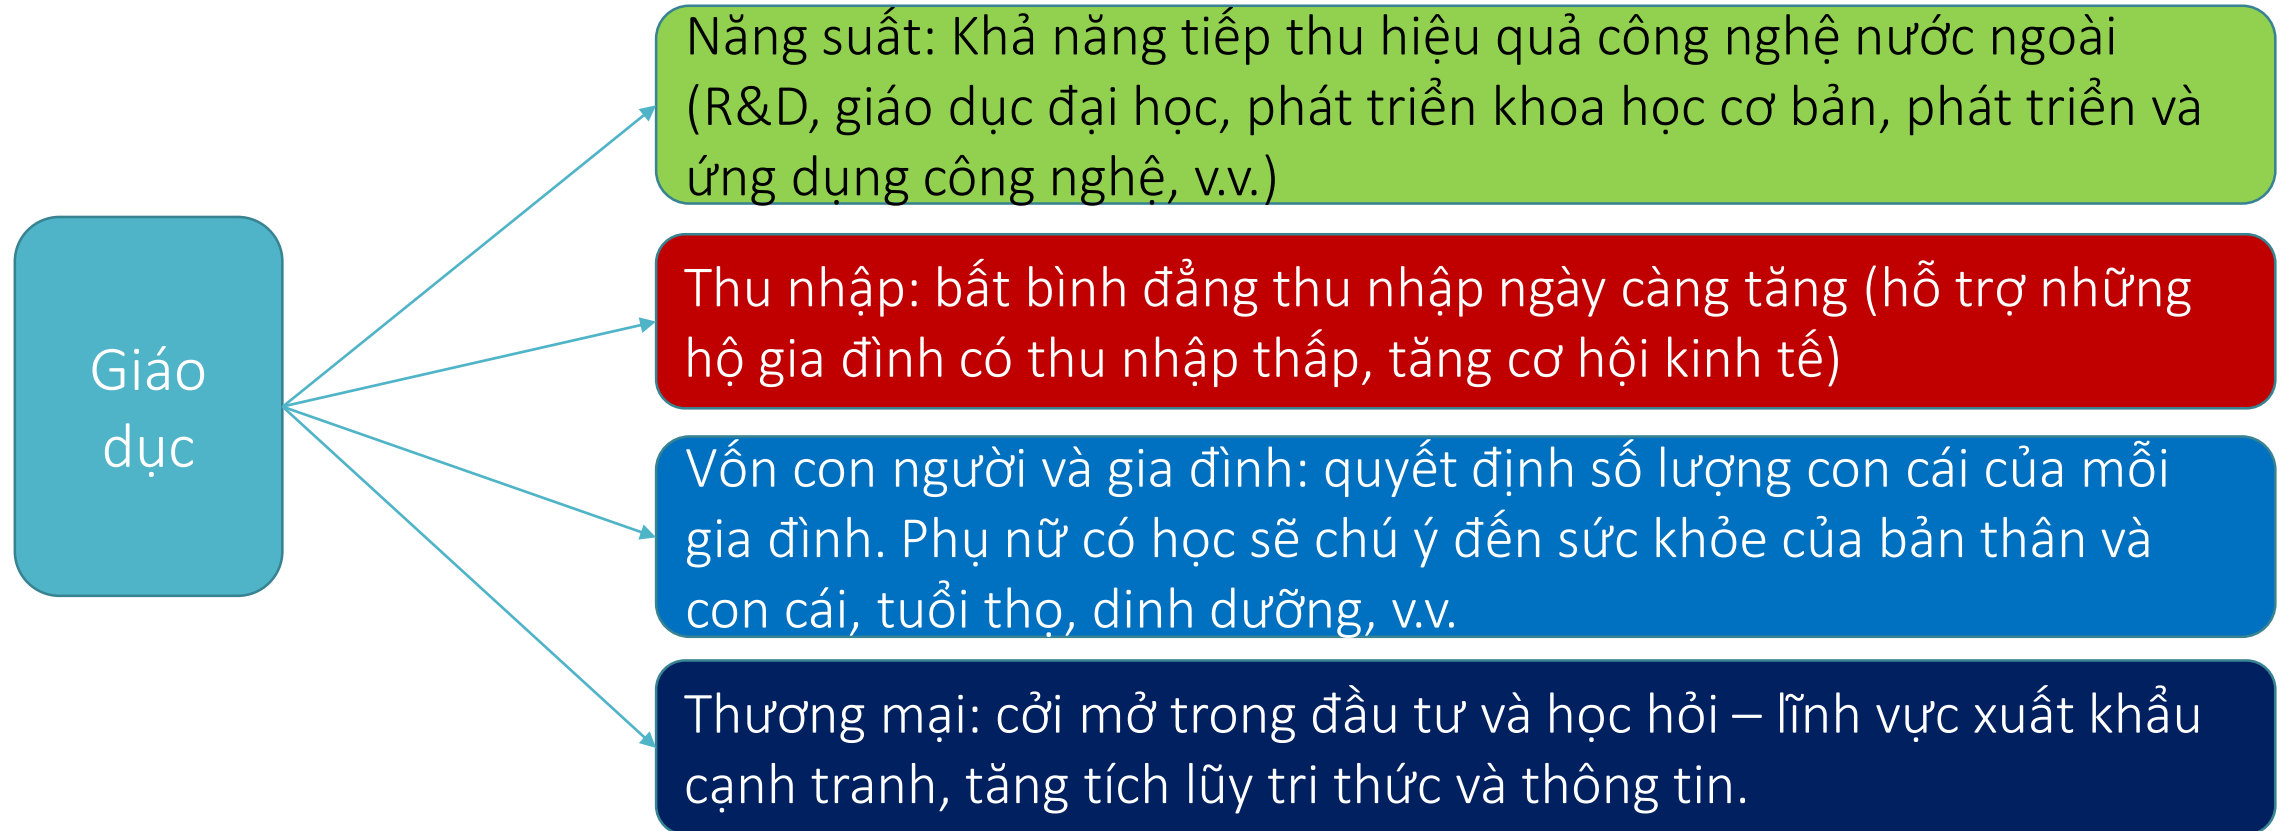 Giáo
dục
Năng suất: Khả năng tiếp thu hiệu quả công nghệ nước ngoài
(R&D, giáo dục đại học, phát triển khoa học cơ bản, phát triển và
ứng dụng công nghệ, v.v.)
Thu nhập: bất bình đẳng thu nhập ngày càng tăng (hỗ trợ những
hộ gia đình có thu nhập thấp, tăng cơ hội kinh tế)
Vốn con người và gia đình: quyết định số lượng con cái của mỗi
gia đình. Phụ nữ có học sẽ chú ý đến sức khỏe của bản thân và
con cái, tuổi thọ, dinh dưỡng, v.v.
Thương mại: cởi mở trong đầu tư và học hỏi – lĩnh vực xuất khẩu
cạnh tranh, tăng tích lũy tri thức và thông tin.